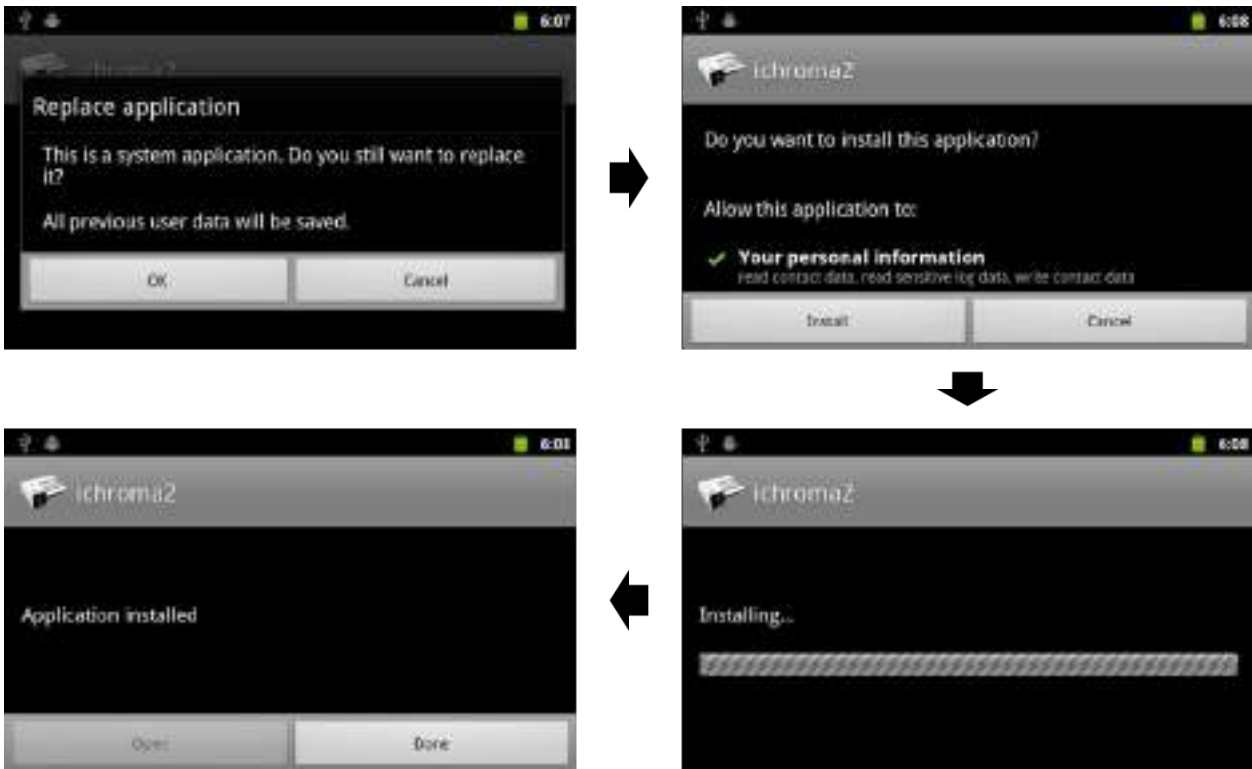 6:07
Replace application
This is a system application. Do you still want to replace
it?
All previous user data will be saved.
OK
Cancel
6:08
ichroma2
Do you want to install this application?
Allow this application to:
Your personal information
read contact data, read sensitive log data, write contact data
Install
Cancel
6:08
ichroma2
Installing...
6:08
ichroma2
Application installed
Open
Done